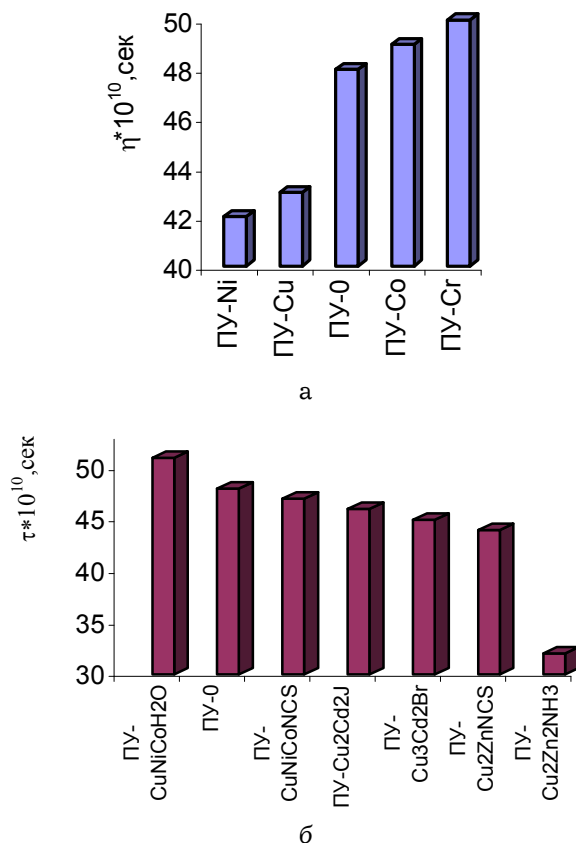 η*10¹⁰,сек
50
48
46
44
42
40
ПУ-Ni
ПУ-Cu
ПУ-0
ПУ-Co
ПУ-Cr
а
τ*10¹⁰,сек
50
45
40
35
30
ПУ-
CuNiCoH2O
ПУ-0
ПУ-
CuNiCoNCS
ПУ-Cu2Cd2J
ПУ-
Cu3Cd2Br
ПУ-
Cu2ZnNCS
ПУ-
Cu2Zn2NH3
б